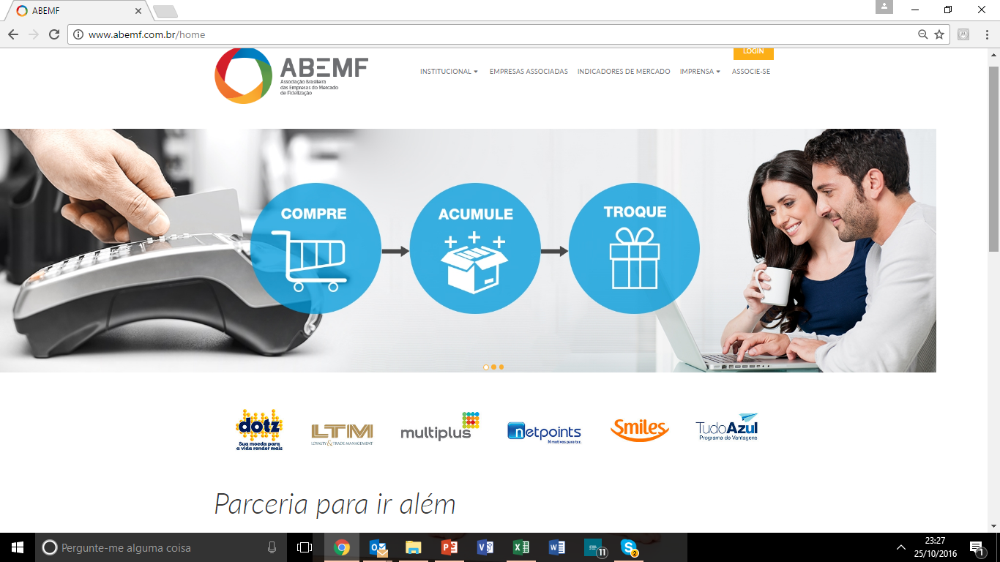 ABEMF
www.abemf.com.br/home
LOGIN
ABEMF
Associação Brasileira
das Empresas do Mercado
de Fidelização
INSTITUCIONAL EMPRESAS ASSOCIADAS INDICADORES DE MERCADO IMPRENSA ASSOCIE-SE
COMPRE
ACUMULE
TROQUE
dotz
Sua moeda para
a vida render mais
LTM
LOYALTY & TRADE MANAGEMENT
multiplus
netpoints
N motivos para ter.
Smiles
TudoAzul
Programa de Vantagens
Parceria para ir além
Pergunte-me alguma coisa
11
2
23:27
25/10/2016
1